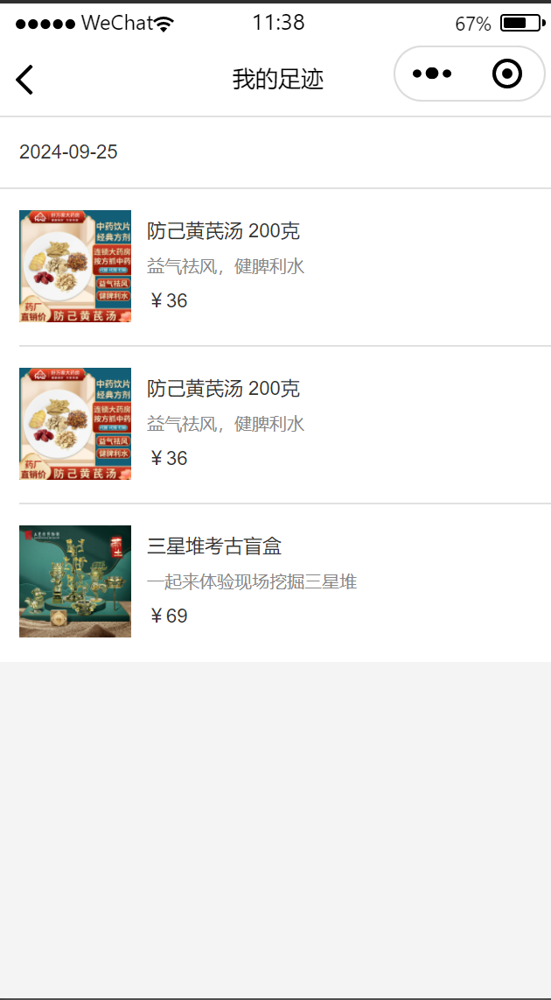 WeChat
11:38
67%
我的足迹
2024-09-25
中药饮片
经典方剂
连锁大药房
按方抓中药
益气祛风
健脾利水
药厂
直销价
防己黄芪汤
防己黄芪汤 200克
益气祛风，健脾利水
￥36
中药饮片
经典方剂
连锁大药房
按方抓中药
益气祛风
健脾利水
药厂
直销价
防己黄芪汤
防己黄芪汤 200克
益气祛风，健脾利水
￥36
三星堆考古盲盒
一起来体验现场挖掘三星堆
￥69